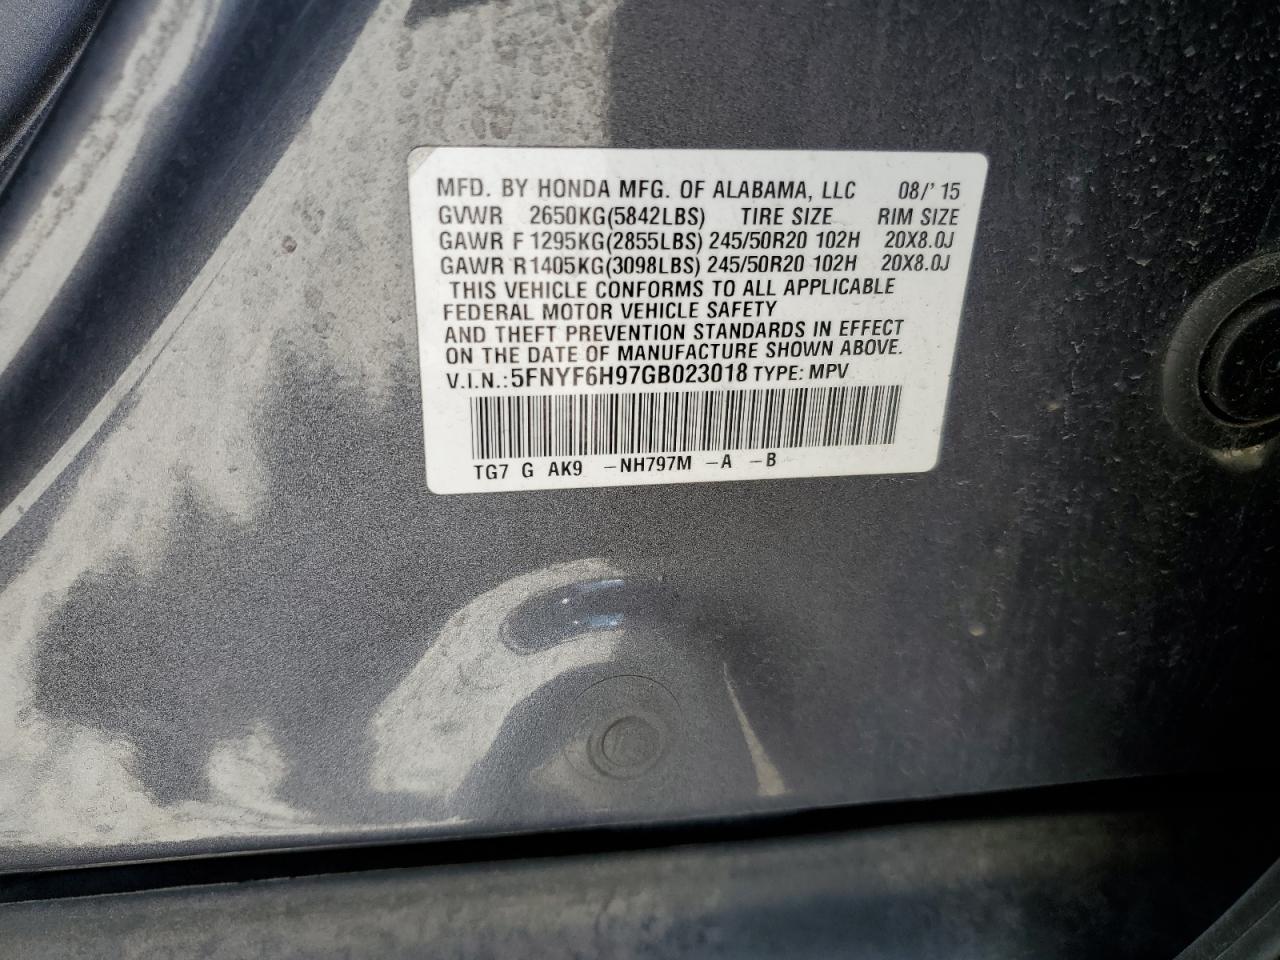 MFD. BY HONDA MFG. OF ALABAMA, LLC 08/'15
GVWR 2650KG(5842LBS) TIRE SIZE RIM SIZE
GAWR F 1295KG(2855LBS) 245/50R20 102H 20X8.0J
GAWR R1405KG(3098LBS) 245/50R20 102H 20X8.0J
THIS VEHICLE CONFORMS TO ALL APPLICABLE
FEDERAL MOTOR VEHICLE SAFETY
AND THEFT PREVENTION STANDARDS IN EFFECT
ON THE DATE OF MANUFACTURE SHOWN ABOVE.
V.I.N.: 5FNYF6H97GB023018 TYPE: MPV
TG7 G AK9 -NH797M -A -B